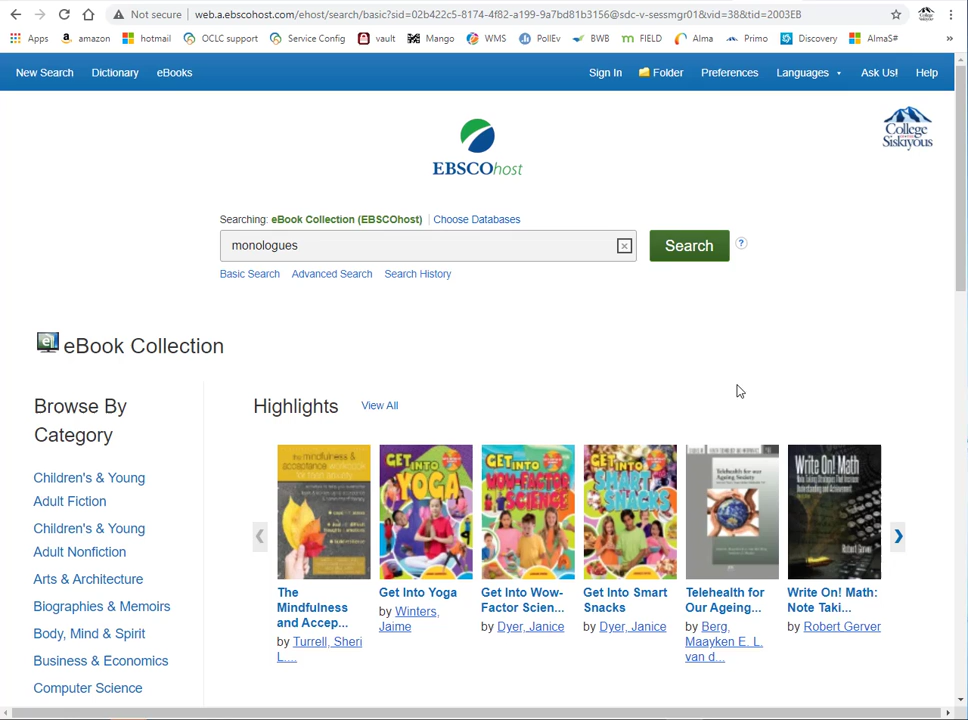 Not secure | web.a.ebscohost.com/ehost/search/basic?sid=02b422c5-8174-4f82-a199-9a7bd81b3156@sdc-v-sessmgr01&vid=38&tid=2003EB
Apps amazon hotmail OCLC support Service Config vault Mango WMS PollEv BWB FIELD Alma Primo Discovery AlmaS# »
New Search Dictionary eBooks Sign In Folder Preferences Languages Ask Us! Help
College
Siskiyous
EBSCOhost
Searching: eBook Collection (EBSCOhost) Choose Databases
monologues Search ?
Basic Search Advanced Search Search History
eBook Collection
Browse By
Category
Children's & Young
Adult Fiction
Children's & Young
Adult Nonfiction
Arts & Architecture
Biographies & Memoirs
Body, Mind & Spirit
Business & Economics
Computer Science
Highlights View All
the mindfulness &
acceptance workbook
GET INTO
YOGA
GET INTO
WOW-FACTOR
SCIENCE
GET INTO
SMART
SNACKS
Telehealth for our
Ageing Society
Write On! Math
Robert Gerver
The
Mindfulness
and Accep...
by Turrell, Sheri
L....
Get Into Yoga
by Winters,
Jaime
Get Into Wow-
Factor Scien...
by Dyer, Janice
Get Into Smart
Snacks
by Dyer, Janice
Telehealth for
Our Ageing...
by Berg,
Maayken E. L.
van d...
Write On! Math:
Note Taki...
by Robert Gerver